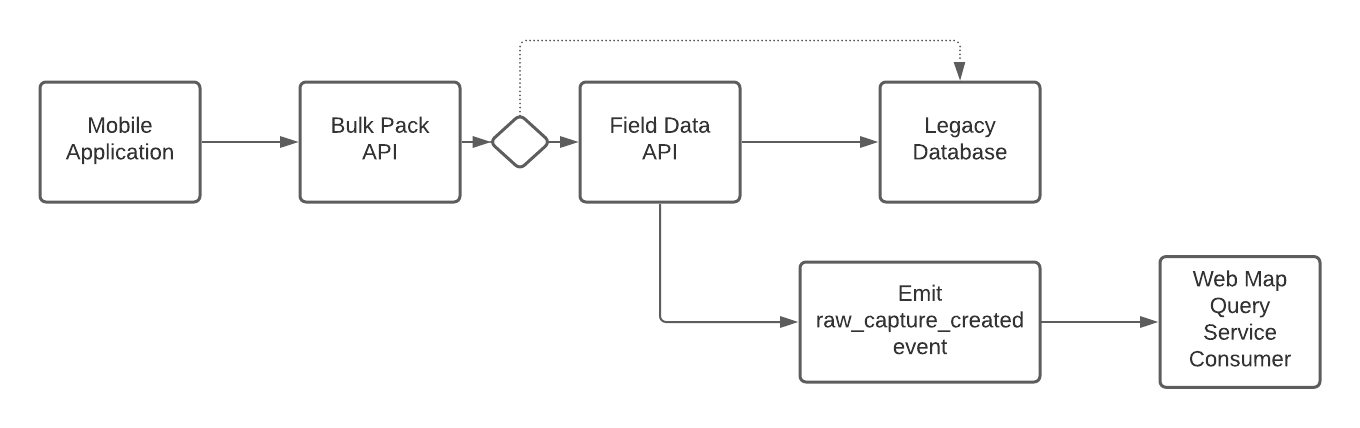 Mobile
Application
Bulk Pack
API
Field Data
API
Legacy
Database
Emit
raw_capture_created
event
Web Map
Query
Service
Consumer